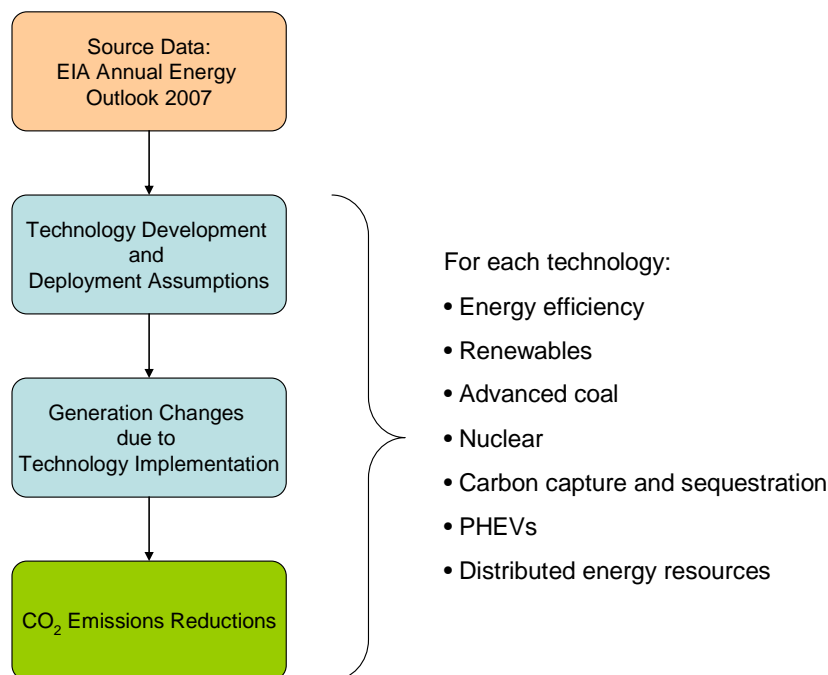 Source Data:
EIA Annual Energy
Outlook 2007
Technology Development
and
Deployment Assumptions
Generation Changes
due to
Technology Implementation
CO₂ Emissions Reductions
For each technology:
• Energy efficiency
• Renewables
• Advanced coal
• Nuclear
• Carbon capture and sequestration
• PHEVs
• Distributed energy resources